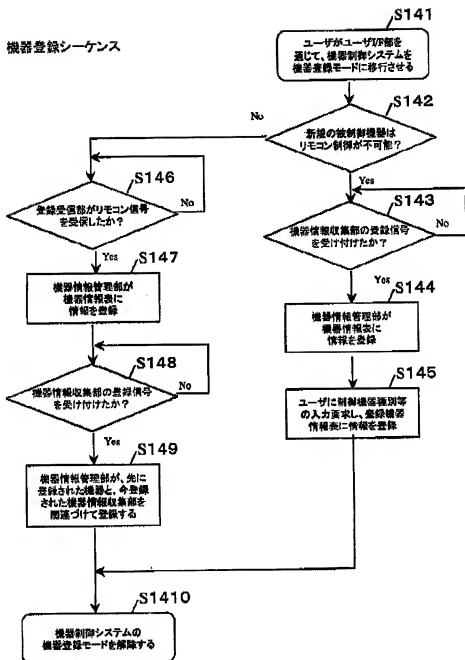 機器登録シーケンス
S141
ユーザがユーザI/F部を
通じて、機器制御システムを
機器登録モードに移行させる
S142
No
新規の被制御機器は
リモコン制御が不可能?
Yes
S143
機器情報収集部の登録信号
を受け付けたか?
No
Yes
S144
機器情報管理部が
機器情報表に
情報を登録
S145
ユーザに制御機器種別等
の入力要求し、登録機器
情報表に情報を登録
S146
登録受信部がリモコン信号
を受信したか?
No
Yes
S147
機器情報管理部が
機器情報表に
情報を登録
S148
機器情報収集部の登録信号
を受け付けたか?
No
Yes
S149
機器情報管理部が、先に
登録された機器と、今登録
された機器情報収集部を
関連づけて登録する
S1410
機器制御システムの
機器登録モードを解除する